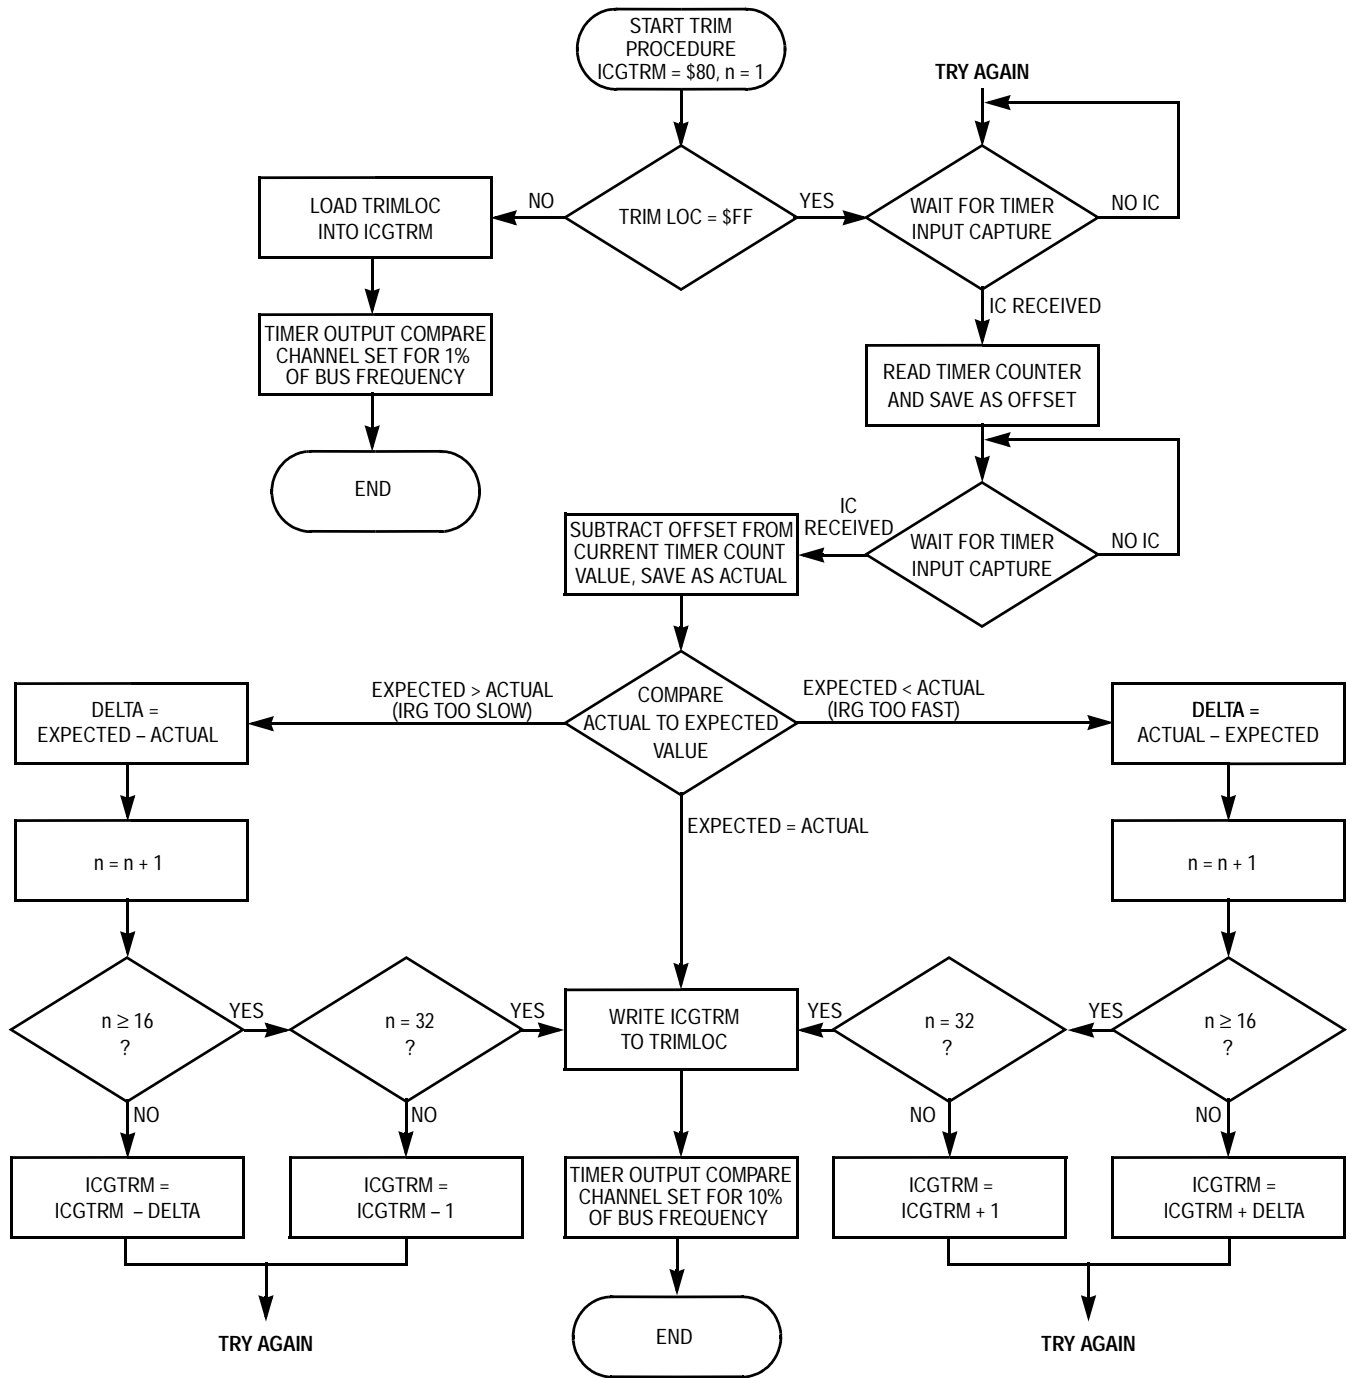 START TRIM
PROCEDURE
ICGTRM = $80, n = 1
TRY AGAIN
LOAD TRIMLOC
INTO ICGTRM
NO
TRIM LOC = $FF
YES
WAIT FOR TIMER
INPUT CAPTURE
NO IC
IC RECEIVED
TIMER OUTPUT COMPARE
CHANNEL SET FOR 1%
OF BUS FREQUENCY
READ TIMER COUNTER
AND SAVE AS OFFSET
END
SUBTRACT OFFSET FROM
CURRENT TIMER COUNT
VALUE, SAVE AS ACTUAL
IC
RECEIVED
WAIT FOR TIMER
INPUT CAPTURE
NO IC
DELTA =
EXPECTED – ACTUAL
EXPECTED > ACTUAL
(IRG TOO SLOW)
COMPARE
ACTUAL TO EXPECTED
VALUE
EXPECTED < ACTUAL
(IRG TOO FAST)
DELTA =
ACTUAL – EXPECTED
EXPECTED = ACTUAL
n = n + 1
n = n + 1
n ≥ 16
?
YES
n = 32
?
YES
WRITE ICGTRM
TO TRIMLOC
YES
n = 32
?
YES
n ≥ 16
?
NO
NO
NO
NO
ICGTRM =
ICGTRM – DELTA
ICGTRM =
ICGTRM – 1
TIMER OUTPUT COMPARE
CHANNEL SET FOR 10%
OF BUS FREQUENCY
ICGTRM =
ICGTRM + 1
ICGTRM =
ICGTRM + DELTA
TRY AGAIN
END
TRY AGAIN